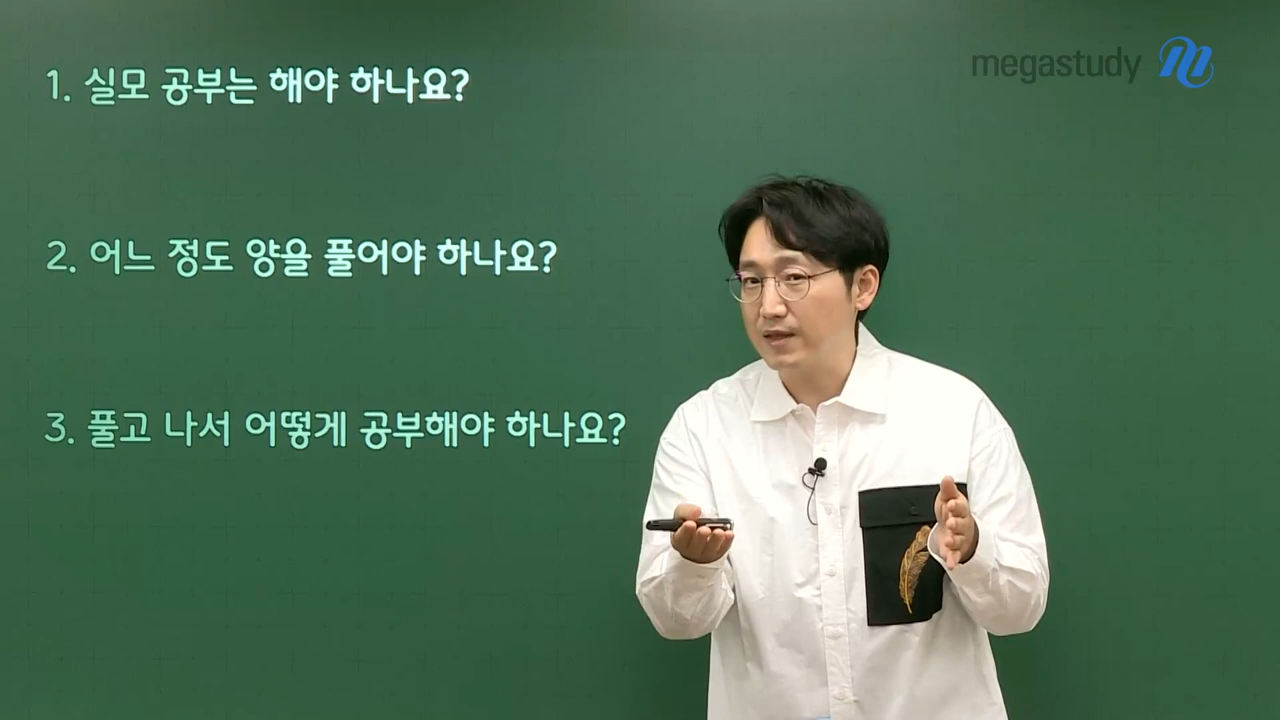 megastudy
1. 실모 공부는 해야 하나요?
2. 어느 정도 양을 풀어야 하나요?
3. 풀고 나서 어떻게 공부해야 하나요?